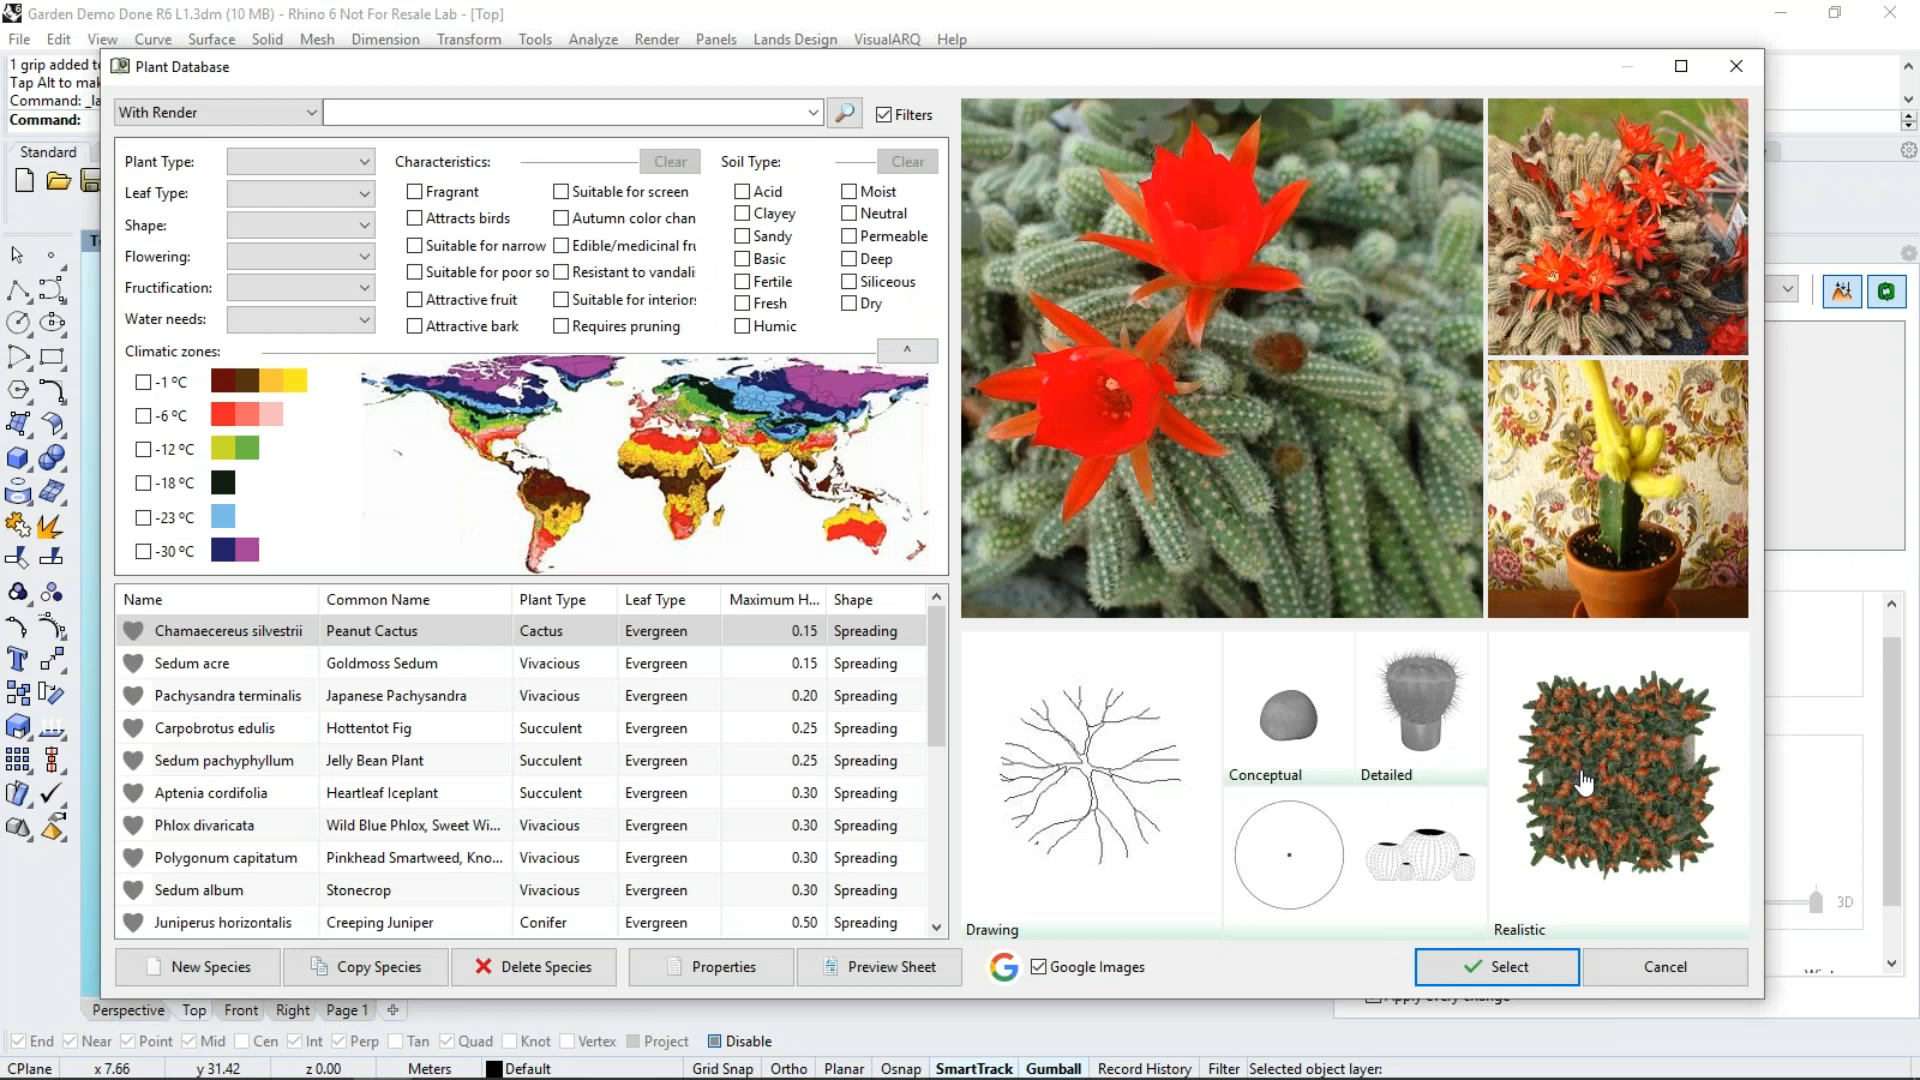 Garden Demo Done R6 L1.3dm (10 MB) - Rhino 6 Not For Resale Lab - [Top]
File Edit View Curve Surface Solid Mesh Dimension Transform Tools Analyze Render Panels Lands Design VisualARQ Help
1 grip added t
Tap Alt to mak
Command: _la
Command:
Standard
Plant Database
With Render
Filters
Plant Type:
Leaf Type:
Shape:
Flowering:
Fructification:
Water needs:
Characteristics: Clear
Fragrant Suitable for screen
Attracts birds Autumn color chan
Suitable for narrow Edible/medicinal fru
Suitable for poor so Resistant to vandali
Attractive fruit Suitable for interior
Attractive bark Requires pruning
Soil Type: Clear
Acid Moist
Clayey Neutral
Sandy Permeable
Basic Deep
Fertile Siliceous
Fresh Dry
Humic
Climatic zones: ^
-1 ºC
-6 ºC
-12 ºC
-18 ºC
-23 ºC
-30 ºC
Name Common Name Plant Type Leaf Type Maximum H... Shape
Chamaecereus silvestrii Peanut Cactus Cactus Evergreen 0.15 Spreading
Sedum acre Goldmoss Sedum Vivacious Evergreen 0.15 Spreading
Pachysandra terminalis Japanese Pachysandra Vivacious Evergreen 0.20 Spreading
Carpobrotus edulis Hottentot Fig Succulent Evergreen 0.25 Spreading
Sedum pachyphyllum Jelly Bean Plant Succulent Evergreen 0.25 Spreading
Aptenia cordifolia Heartleaf Iceplant Succulent Evergreen 0.30 Spreading
Phlox divaricata Wild Blue Phlox, Sweet Wi... Vivacious Evergreen 0.30 Spreading
Polygonum capitatum Pinkhead Smartweed, Kno... Vivacious Evergreen 0.30 Spreading
Sedum album Stonecrop Vivacious Evergreen 0.30 Spreading
Juniperus horizontalis Creeping Juniper Conifer Evergreen 0.50 Spreading
Conceptual Detailed
Drawing
Realistic
New Species Copy Species Delete Species Properties Preview Sheet Google Images Select Cancel
3D
Perspective Top Front Right Page 1
End Near Point Mid Cen Int Perp Tan Quad Knot Vertex Project Disable
CPlane x 7.66 y 31.42 z 0.00 Meters Default Grid Snap Ortho Planar Osnap SmartTrack Gumball Record History Filter Selected object layer: